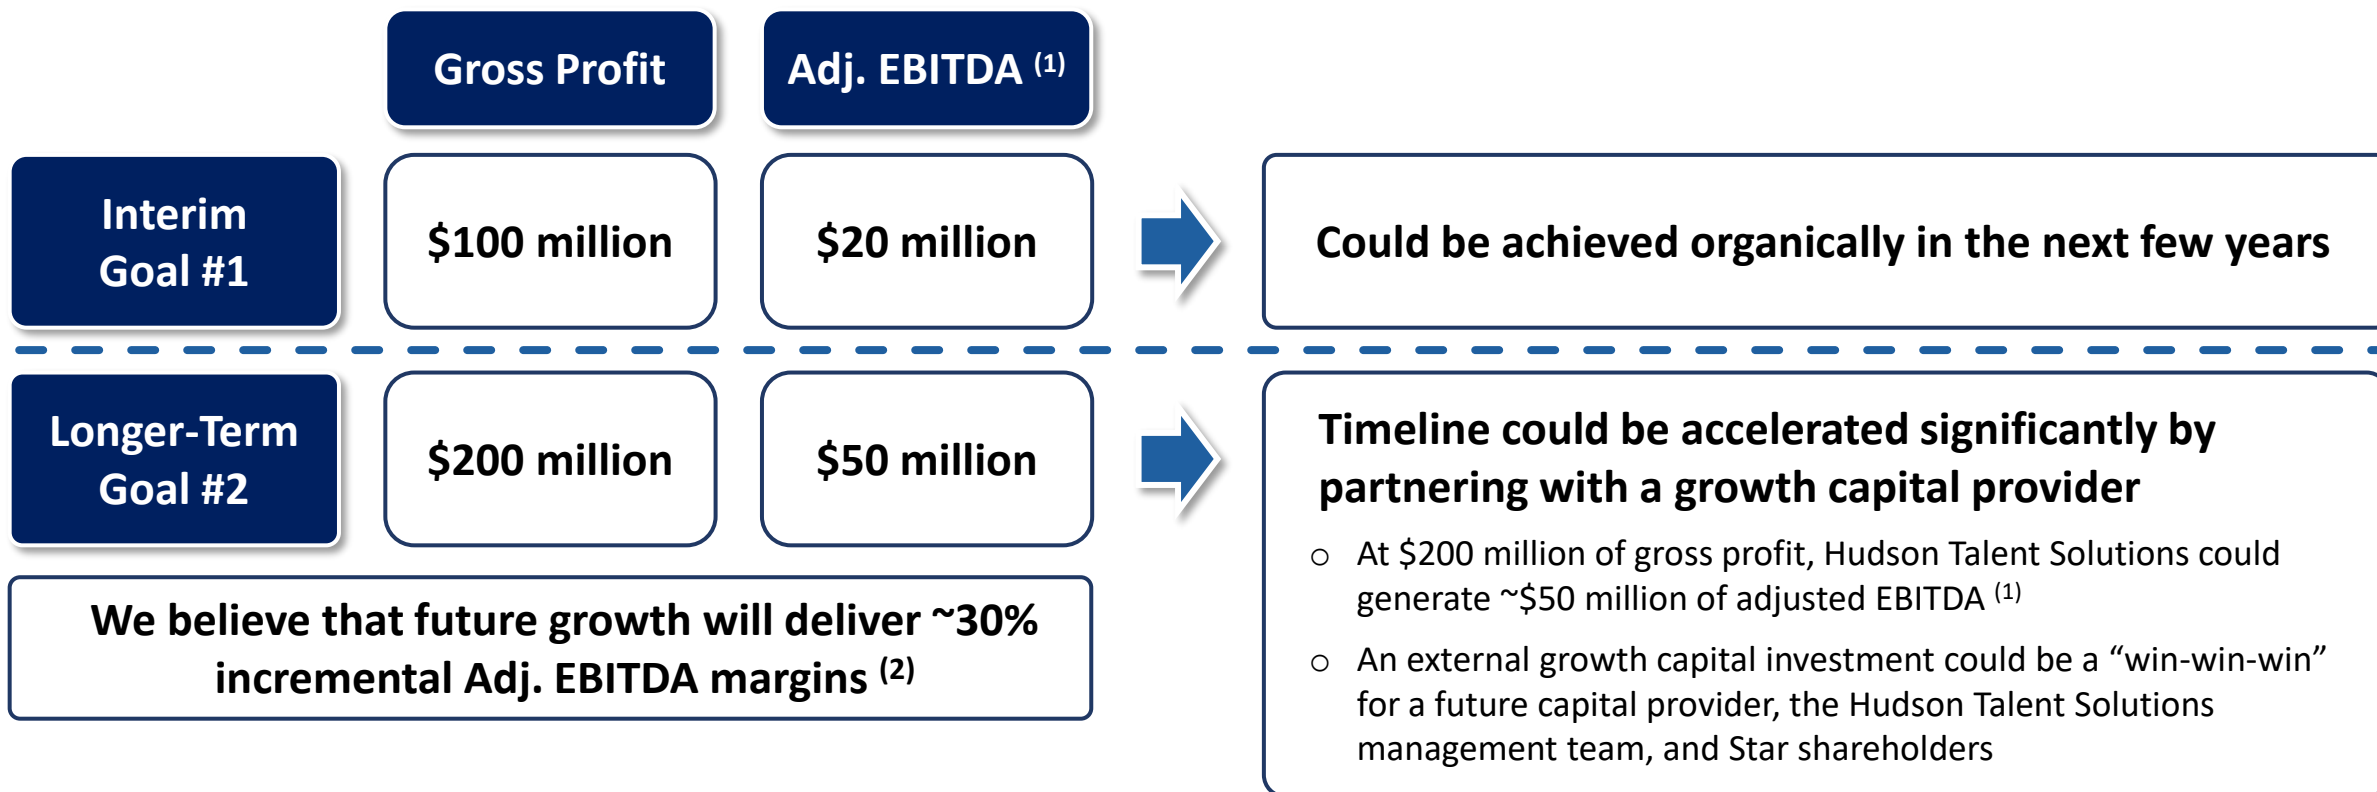 Gross Profit
Adj. EBITDA (1)
Interim
Goal #1
$100 million
$20 million
Could be achieved organically in the next few years
Longer-Term
Goal #2
$200 million
$50 million
Timeline could be accelerated significantly by
partnering with a growth capital provider
○ At $200 million of gross profit, Hudson Talent Solutions could
generate ~$50 million of adjusted EBITDA (1)
○ An external growth capital investment could be a “win-win-win”
for a future capital provider, the Hudson Talent Solutions
management team, and Star shareholders
We believe that future growth will deliver ~30%
incremental Adj. EBITDA margins (2)